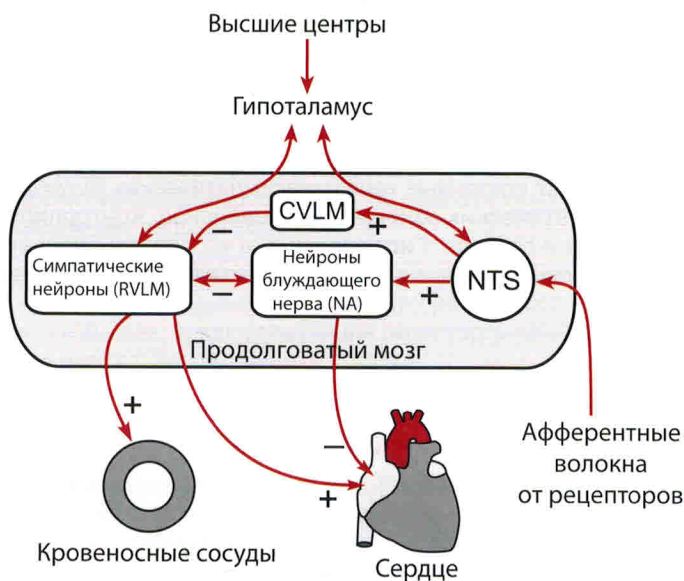 Высшие центры
Гипоталамус
CVLM
−
+
Симпатические
нейроны (RVLM)
−
Нейроны
блуждающего
нерва (NA)
+
NTS
Продолговатый мозг
+
−
+
Афферентные
волокна
от рецепторов
Кровеносные сосуды
Сердце